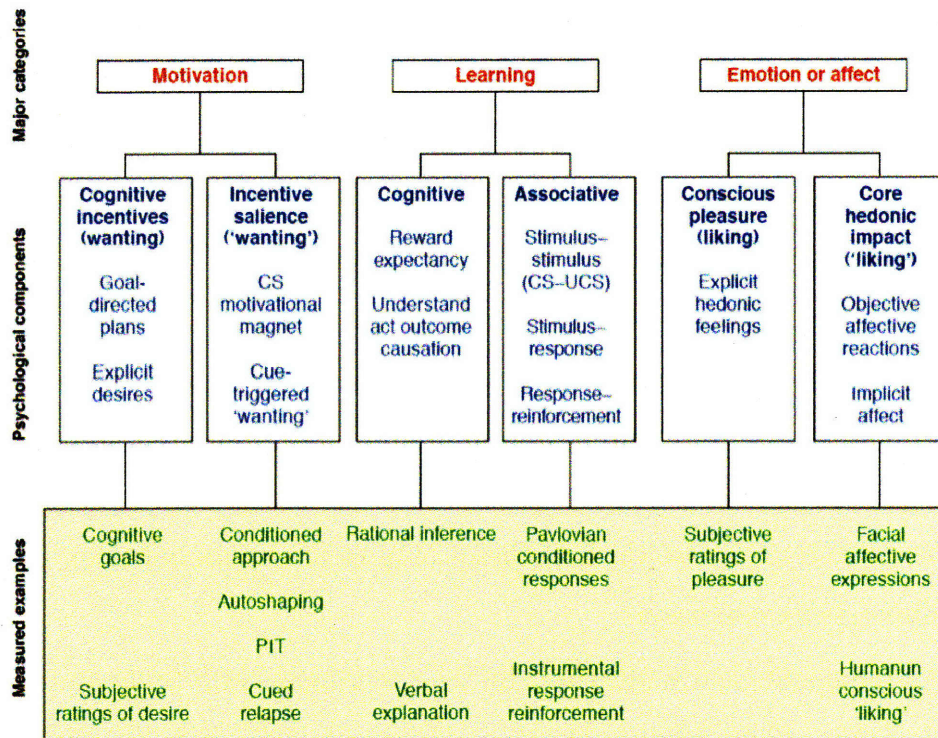 Major categories
Motivation
Learning
Emotion or affect
Psychological components
Cognitive
incentives
(wanting)
Goal-
directed
plans
Explicit
desires
Incentive
salience
('wanting')
CS
motivational
magnet
Cue-
triggered
'wanting'
Cognitive
Reward
expectancy
Understand
act outcome
causation
Associative
Stimulus–
stimulus
(CS–UCS)
Stimulus–
response
Response–
reinforcement
Conscious
pleasure
(liking)
Explicit
hedonic
feelings
Core
hedonic
impact
('liking')
Objective
affective
reactions
Implicit
affect
Measured examples
Cognitive
goals
Subjective
ratings of desire
Conditioned
approach
Autoshaping
PIT
Cued
relapse
Rational inference
Verbal
explanation
Pavlovian
conditioned
responses
Instrumental
response
reinforcement
Subjective
ratings of
pleasure
Facial
affective
expressions
Humanun
conscious
'liking'